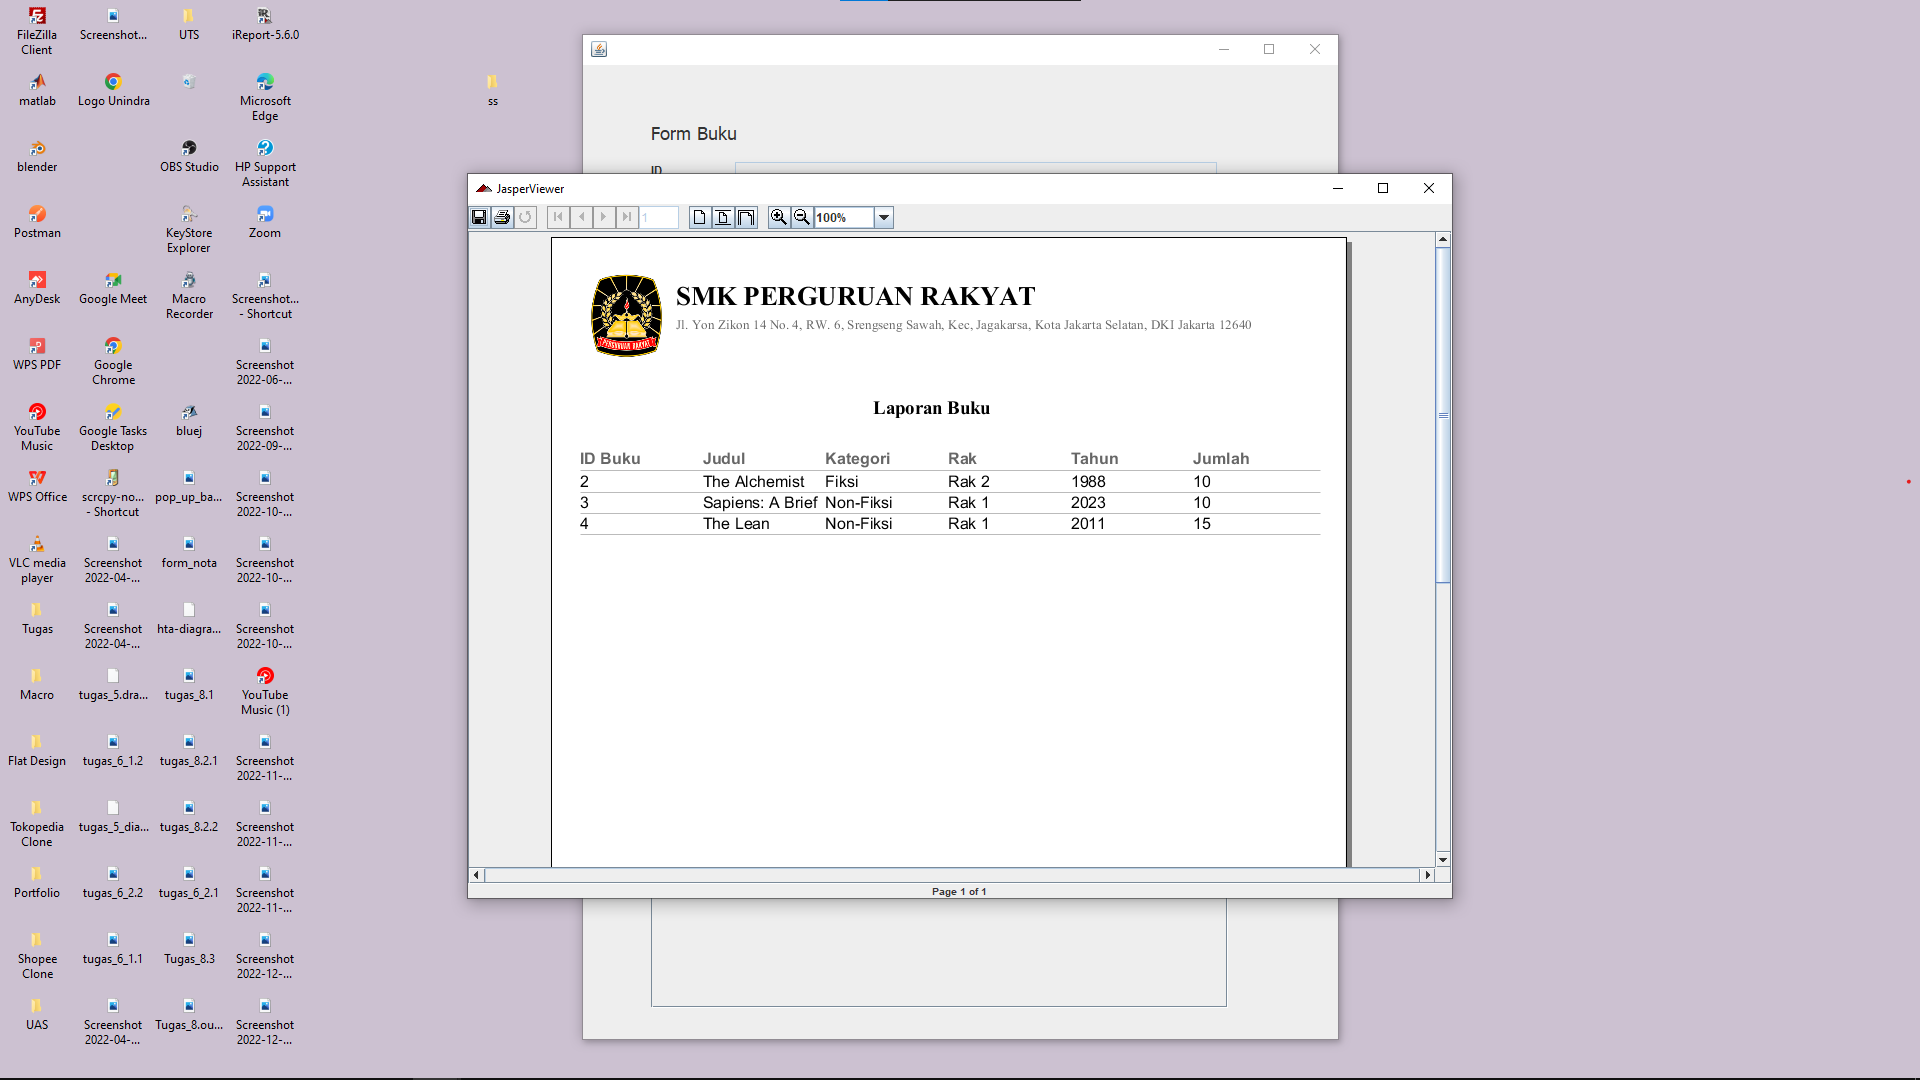 FileZilla Client
Screenshot...
UTS
iReport-5.6.0
matlab
Logo Unindra
Microsoft Edge
ss
blender
OBS Studio
HP Support Assistant
Postman
KeyStore Explorer
Zoom
AnyDesk
Google Meet
Macro Recorder
Screenshot... - Shortcut
WPS PDF
Google Chrome
Screenshot 2022-06-...
YouTube Music
Google Tasks Desktop
bluej
Screenshot 2022-09-...
WPS Office
scrcpy-no... - Shortcut
pop_up_ba...
Screenshot 2022-10-...
VLC media player
Screenshot 2022-04-...
form_nota
Screenshot 2022-10-...
Tugas
Screenshot 2022-04-...
hta-diagra...
Screenshot 2022-10-...
Macro
tugas_5.dra...
tugas_8.1
YouTube Music (1)
Flat Design
tugas_6_1.2
tugas_8.2.1
Screenshot 2022-11-...
Tokopedia Clone
tugas_5_dia...
tugas_8.2.2
Screenshot 2022-11-...
Portfolio
tugas_6_2.2
tugas_6_2.1
Screenshot 2022-11-...
Shopee Clone
tugas_6_1.1
Tugas_8.3
Screenshot 2022-12-...
UAS
Screenshot 2022-04-...
Tugas_8.ou...
Screenshot 2022-12-...
Form Buku
ID
JasperViewer
1
100%
PERGURUAN RAKYAT
SMK PERGURUAN RAKYAT
Jl. Yon Zikon 14 No. 4, RW. 6, Srengseng Sawah, Kec, Jagakarsa, Kota Jakarta Selatan, DKI Jakarta 12640
Laporan Buku
ID Buku Judul Kategori Rak Tahun Jumlah
2 The Alchemist Fiksi Rak 2 1988 10
3 Sapiens: A Brief Non-Fiksi Rak 1 2023 10
4 The Lean Non-Fiksi Rak 1 2011 15
Page 1 of 1